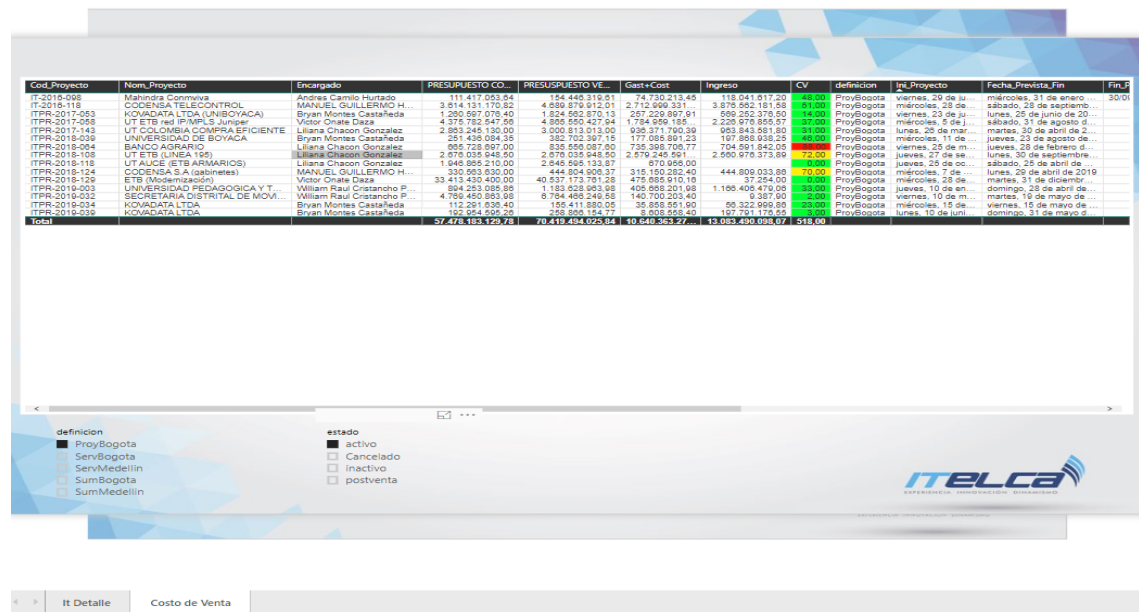 Cod_Proyecto Nom_Proyecto Encargado PRESUPUESTO CO... PRESUSPUESTO VE... Gast+Cost Ingreso CV definicion Ini_Proyecto Fecha_Prevista_Fin Fin_P
IT-2016-098 Mahindra Conmviva Andres Camilo Hurtado 111.417.053,64 154.446.319,61 74.730.213,45 118.041.617,20 48,00 ProyBogota viernes, 29 de ju... miércoles, 31 de enero ... 30/09
IT-2016-118 CODENSA TELECONTROL MANUEL GUILLERMO H... 3.614.131.170,82 4.689.879.912,01 2.712.999.331... 3.876.662.181,58 51,00 ProyBogota miércoles, 28 de... sábado, 28 de septiemb...
ITPR-2017-053 KOVADATA LTDA (UNIBOYACA) Bryan Montes Castañeda 1.260.597.076,40 1.824.562.870,13 257.229.897,91 569.252.376,50 14,00 ProyBogota viernes, 23 de ju... lunes, 25 de junio de 20...
ITPR-2017-058 UT ETB red IP/MPLS Juniper Victor Onate Daza 4.375.782.547,56 4.865.550.427,94 1.784.959.185... 2.226.976.855,57 37,00 ProyBogota miércoles, 5 de j... sábado, 31 de agosto d...
ITPR-2017-143 UT COLOMBIA COMPRA EFICIENTE Liliana Chacon Gonzalez 2.863.245.130,00 3.000.813.013,00 936.371.790,39 963.843.581,80 31,00 ProyBogota lunes, 26 de mar... martes, 30 de abril de 2...
ITPR-2018-039 UNIVERSIDAD DE BOYACA Bryan Montes Castañeda 251.436.084,35 382.702.397,15 177.085.891,23 197.868.938,25 46,00 ProyBogota miércoles, 11 de ... jueves, 23 de agosto de...
ITPR-2018-064 BANCO AGRARIO Liliana Chacon Gonzalez 665.728.697,00 835.556.087,60 735.398.706,77 704.591.842,05 ProyBogota viernes, 25 de m... jueves, 28 de febrero d...
ITPR-2018-108 UT ETB (LINEA 195) Liliana Chacon Gonzalez 2.676.035.948,50 2.676.035.948,50 2.579.245.591... 2.560.976.373,89 72,00 ProyBogota jueves, 27 de se... lunes, 30 de septiembre...
ITPR-2018-118 UT AUCE (ETB ARMARIOS) Liliana Chacon Gonzalez 1.946.855.210,00 2.646.595.133,87 670.956,00 0,00 ProyBogota jueves, 25 de oc... sábado, 25 de abril de ...
ITPR-2018-124 CODENSA S.A (gabinetes) MANUEL GUILLERMO H... 330.563.630,00 444.804.906,37 315.150.282,40 444.809.033,86 70,00 ProyBogota viernes, 7 de ... lunes, 29 de abril de 2019
ITPR-2018-129 ETB (Modernización) Victor Onate Daza 33.413.430.400,00 40.537.173.761,28 475.685.910,16 37.254,00 0,00 ProyBogota miércoles, 28 de... martes, 31 de diciembr...
ITPR-2019-003 UNIVERSIDAD PEDAGOGICA Y T... William Raul Cristancho P... 894.253.085,86 1.183.628.963,98 405.668.201,98 1.166.406.479,06 33,00 ProyBogota jueves, 10 de en... domingo, 28 de abril de...
ITPR-2019-032 SECRETARIA DISTRITAL DE MOVI... William Raul Cristancho P... 4.769.450.863,98 6.764.466.249,58 140.700.203,40 9.387,90 2,00 ProyBogota viernes, 10 de m... martes, 19 de mayo de ...
ITPR-2019-034 KOVADATA LTDA Bryan Montes Castañeda 112.291.636,40 155.411.880,05 35.858.551,90 56.322.999,86 23,00 ProyBogota miércoles, 15 de... viernes, 15 de mayo de ...
ITPR-2019-039 KOVADATA LTDA Bryan Montes Castañeda 192.964.595,26 258.866.154,77 8.608.558,40 197.791.176,55 3,00 ProyBogota lunes, 10 de juni... domingo, 31 de mayo d...
Total 57.478.183.129,78 70.419.494.025,84 10.640.363.27... 13.083.490.098,07 518,00
definicion
ProyBogota
ServBogota
ServMedellin
SumBogota
SumMedellin
estado
activo
Cancelado
inactivo
postventa
ITELCA
EXPERIENCIA INNOVACIÓN DINAMISMO
It Detalle Costo de Venta